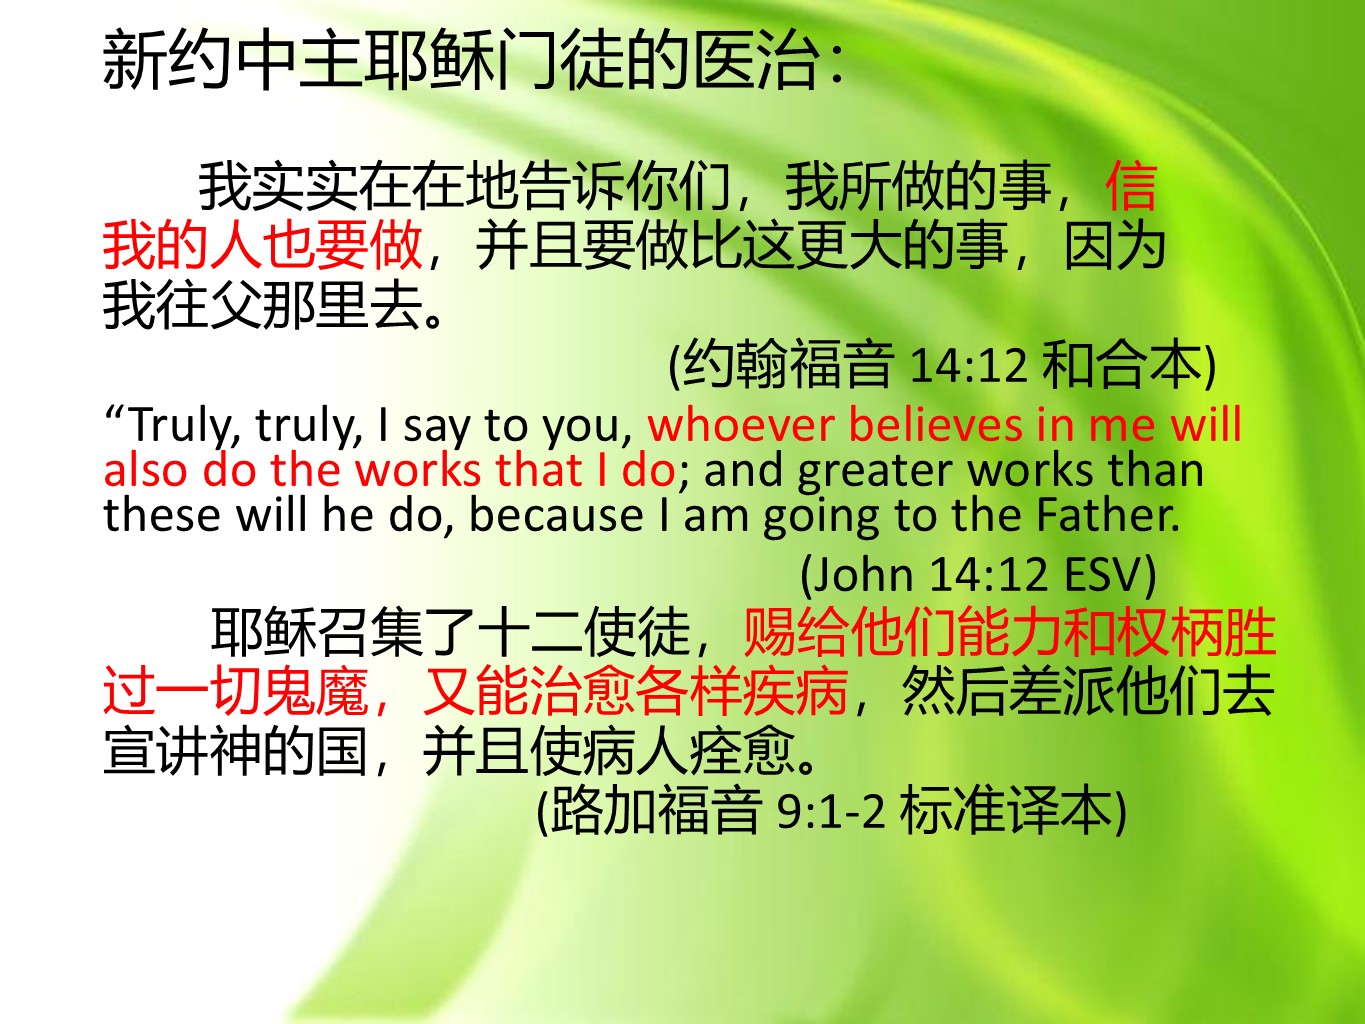 新约中主耶稣门徒的医治：
我实实在在地告诉你们，我所做的事，信
我的人也要做，并且要做比这更大的事，因为
我往父那里去。
(约翰福音 14:12 和合本)
“Truly, truly, I say to you, whoever believes in me will
also do the works that I do; and greater works than
these will he do, because I am going to the Father.
(John 14:12 ESV)
耶稣召集了十二使徒，赐给他们能力和权柄胜
过一切鬼魔，又能治愈各样疾病，然后差派他们去
宣讲神的国，并且使病人痊愈。
(路加福音 9:1-2 标准译本)